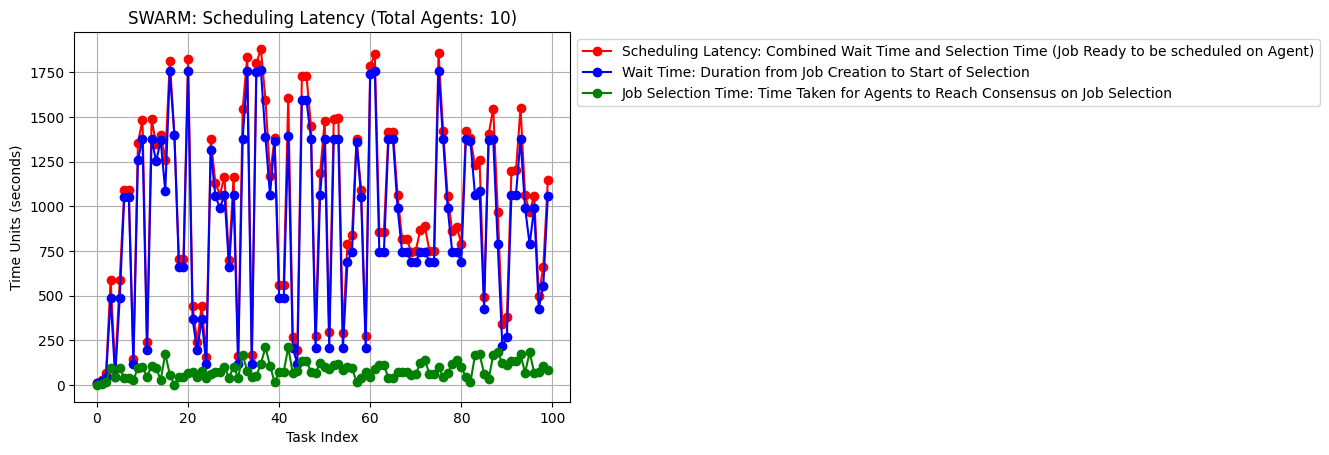 SWARM: Scheduling Latency (Total Agents: 10)
Scheduling Latency: Combined Wait Time and Selection Time (Job Ready to be scheduled on Agent)
Wait Time: Duration from Job Creation to Start of Selection
Job Selection Time: Time Taken for Agents to Reach Consensus on Job Selection
Time Units (seconds)
1750
1500
1250
1000
750
500
250
0
0 20 40 60 80 100
Task Index